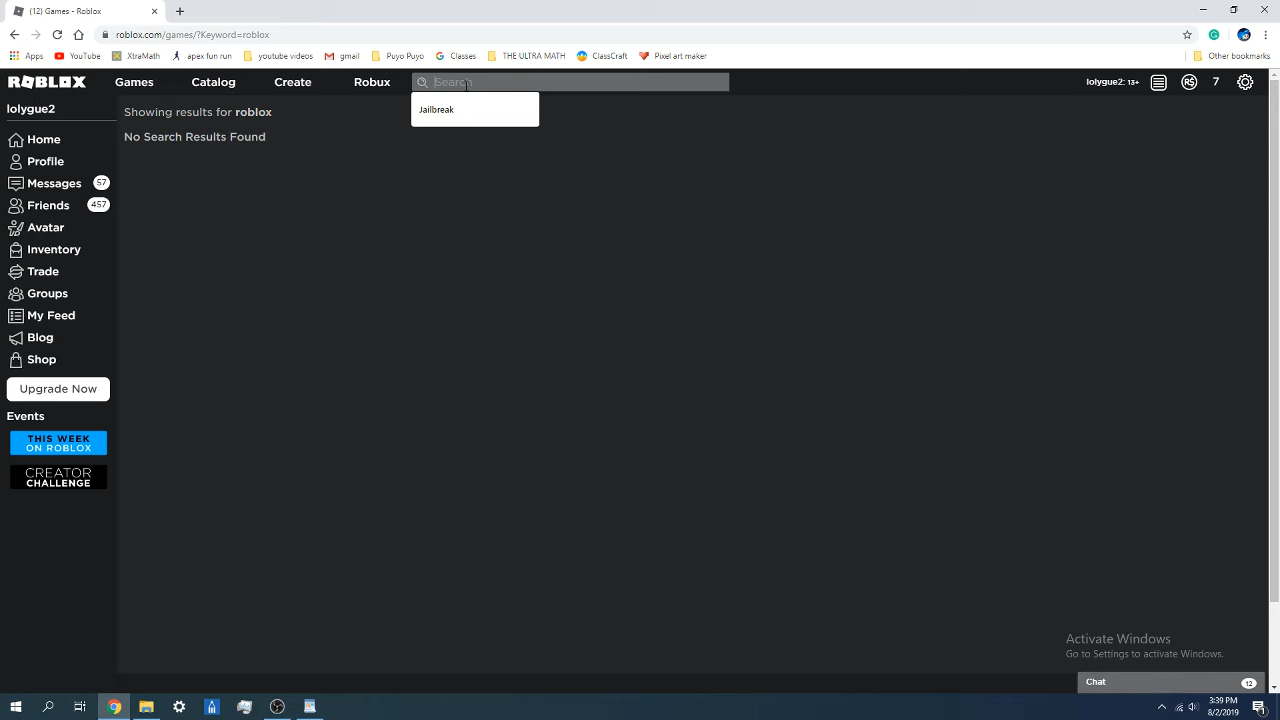 (12) Games - Roblox
roblox.com/games/?Keyword=roblox
Apps YouTube XtraMath apex fun run youtube videos gmail Puyo Puyo Classes THE ULTRA MATH ClassCraft Pixel art maker Other bookmarks
ROBLOX Games Catalog Create Robux Search lolygue2: 13+ R$ 7
lolygue2
Jailbreak
Showing results for roblox
No Search Results Found
Home
Profile
Messages 57
Friends 457
Avatar
Inventory
Trade
Groups
My Feed
Blog
Shop
Upgrade Now
Events
THIS WEEK
ON ROBLOX
CREATOR
CHALLENGE
Activate Windows
Go to Settings to activate Windows.
Chat 12
3:39 PM
8/2/2019